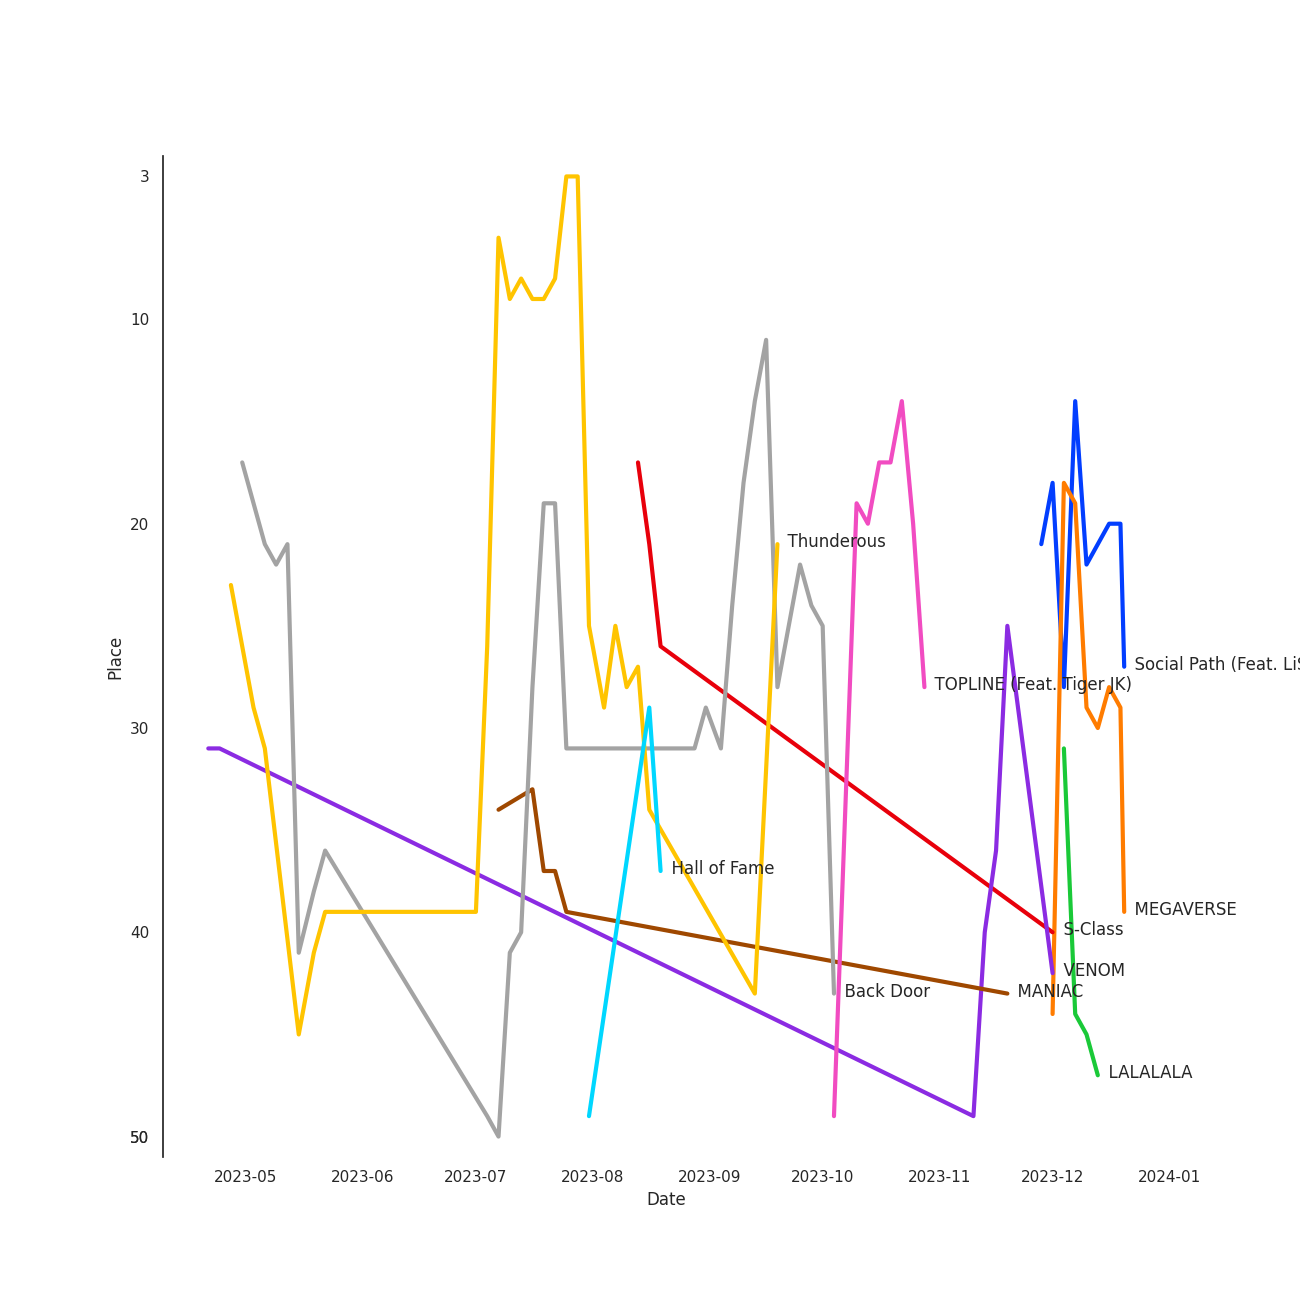 3
10
20
30
40
50
Place
Thunderous
Social Path (Feat. LiS
TOPLINE (Feat. Tiger JK)
Hall of Fame
MEGAVERSE
S-Class
VENOM
Back Door
MANIAC
LALALALA
2023-05 2023-06 2023-07 2023-08 2023-09 2023-10 2023-11 2023-12 2024-01
Date